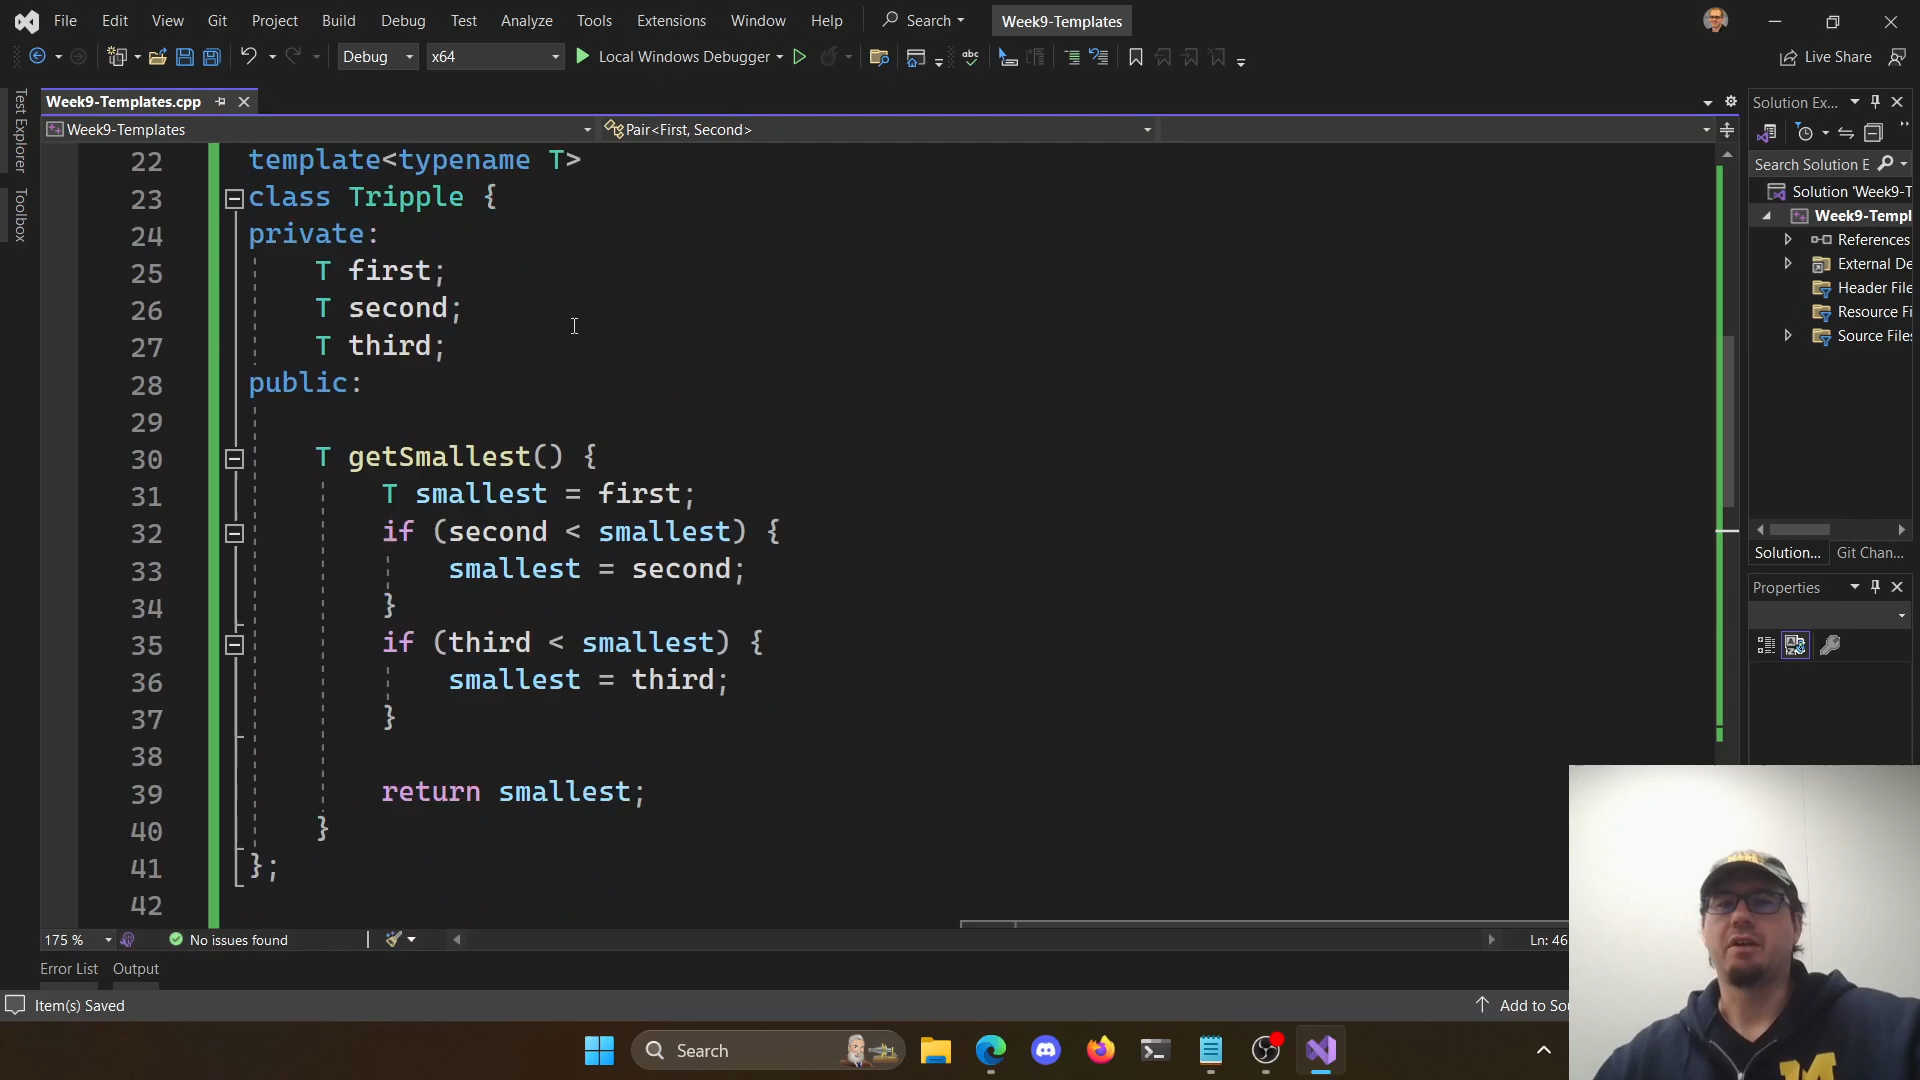 File Edit View Git Project Build Debug Test Analyze Tools Extensions Window Help Search Week9-Templates
Debug x64 Local Windows Debugger Live Share
Test Explorer
Toolbox
Week9-Templates.cpp
Week9-Templates Pair<First, Second>
22 template<typename T>
23 class Tripple {
24 private:
25 T first;
26 T second;
27 T third;
28 public:
29
30 T getSmallest() {
31 T smallest = first;
32 if (second < smallest) {
33 smallest = second;
34 }
35 if (third < smallest) {
36 smallest = third;
37 }
38
39 return smallest;
40 }
41 };
42
175 % No issues found Ln: 46
Error List Output
Item(s) Saved Add to Sou
Solution Ex...
Search Solution E
Solution 'Week9-T
Week9-Templ
References
External De
Header File
Resource Fi
Source Files
Solution... Git Chan...
Properties
Search